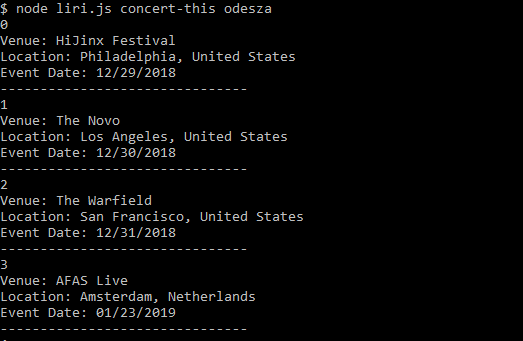 $ node liri.js concert-this odesza
0
Venue: HiJinx Festival
Location: Philadelphia, United States
Event Date: 12/29/2018
-------------------------------
1
Venue: The Novo
Location: Los Angeles, United States
Event Date: 12/30/2018
-------------------------------
2
Venue: The Warfield
Location: San Francisco, United States
Event Date: 12/31/2018
-------------------------------
3
Venue: AFAS Live
Location: Amsterdam, Netherlands
Event Date: 01/23/2019
-------------------------------